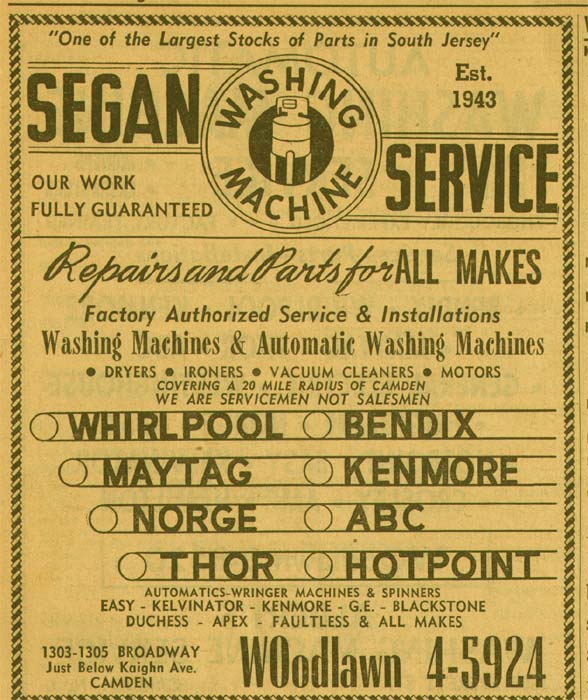 "One of the Largest Stocks of Parts in South Jersey"
SEGAN
WASHING
MACHINE
Est.
1943
SERVICE
OUR WORK
FULLY GUARANTEED
Repairs and Parts for ALL MAKES
Factory Authorized Service & Installations
Washing Machines & Automatic Washing Machines
• DRYERS • IRONERS • VACUUM CLEANERS • MOTORS
COVERING A 20 MILE RADIUS OF CAMDEN
WE ARE SERVICEMEN NOT SALESMEN
WHIRLPOOL BENDIX
MAYTAG KENMORE
NORGE ABC
THOR HOTPOINT
AUTOMATICS-WRINGER MACHINES & SPINNERS
EASY - KELVINATOR - KENMORE - G.E. - BLACKSTONE
DUCHESS - APEX - FAULTLESS & ALL MAKES
1303-1305 BROADWAY
Just Below Kaighn Ave.
CAMDEN
WOodlawn 4-5924